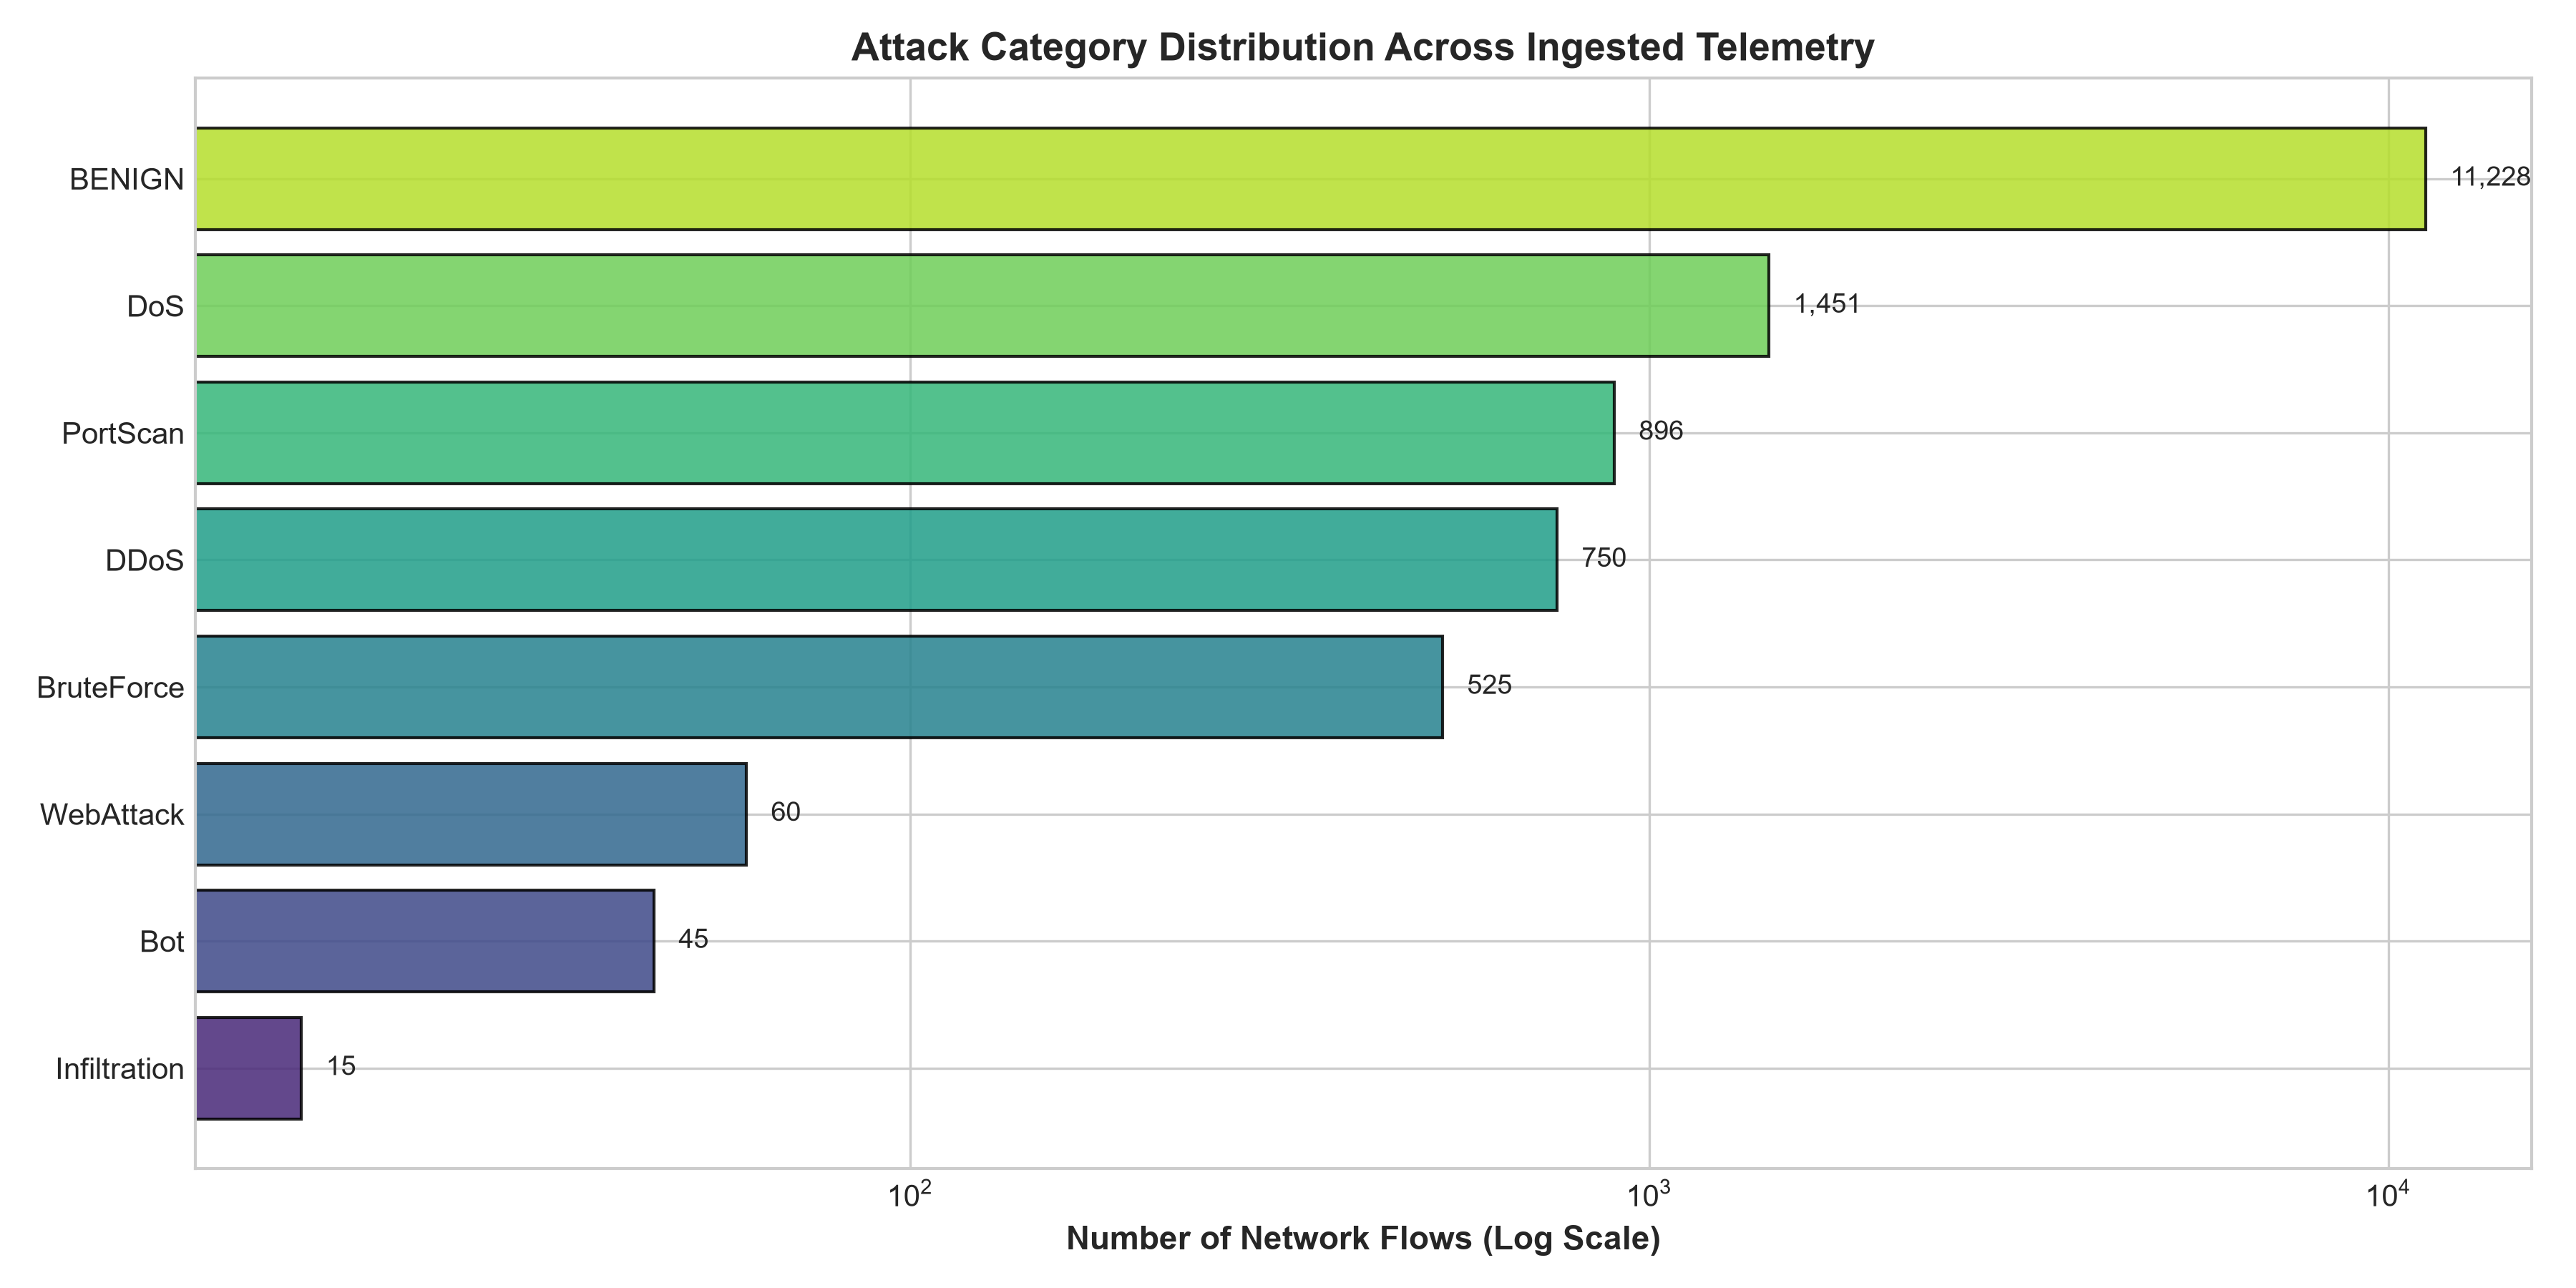 Attack Category Distribution Across Ingested Telemetry
BENIGN 11,228
DoS 1,451
PortScan 896
DDoS 750
BruteForce 525
WebAttack 60
Bot 45
Infiltration 15
10² 10³ 10⁴
Number of Network Flows (Log Scale)